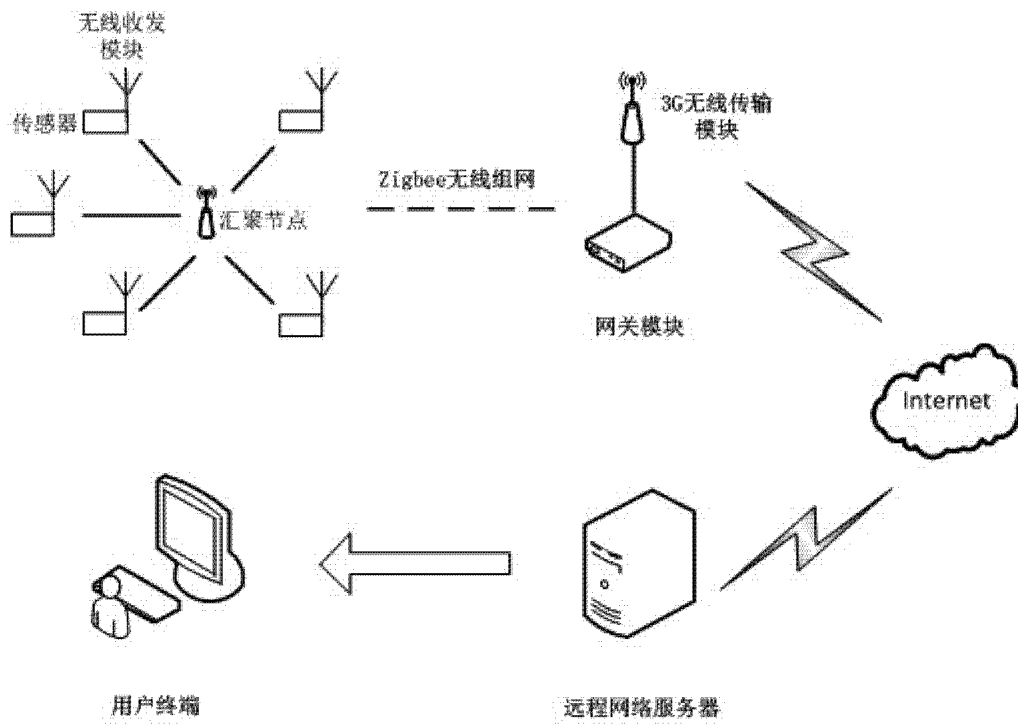 无线收发
模块
传感器
汇聚节点
Zigbee无线组网
3G无线传输
模块
网关模块
Internet
用户终端
远程网络服务器